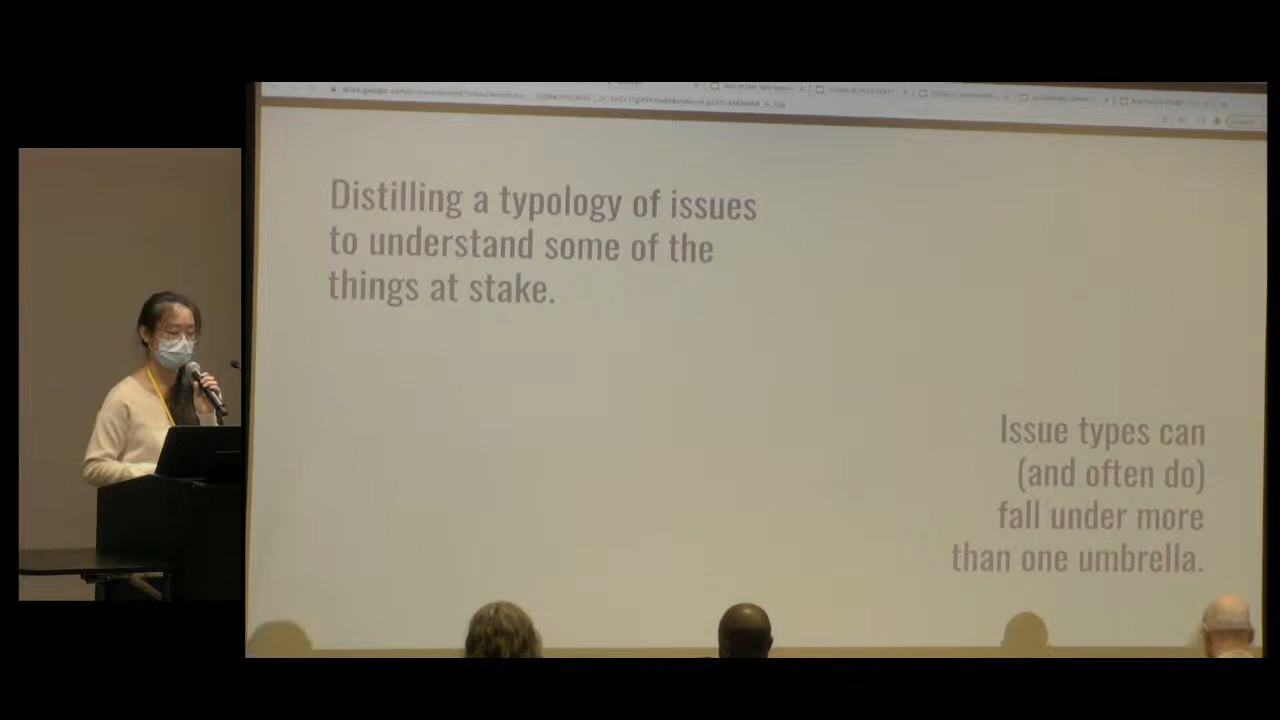 Distilling a typology of issues
to understand some of the
things at stake.
Issue types can
(and often do)
fall under more
than one umbrella.